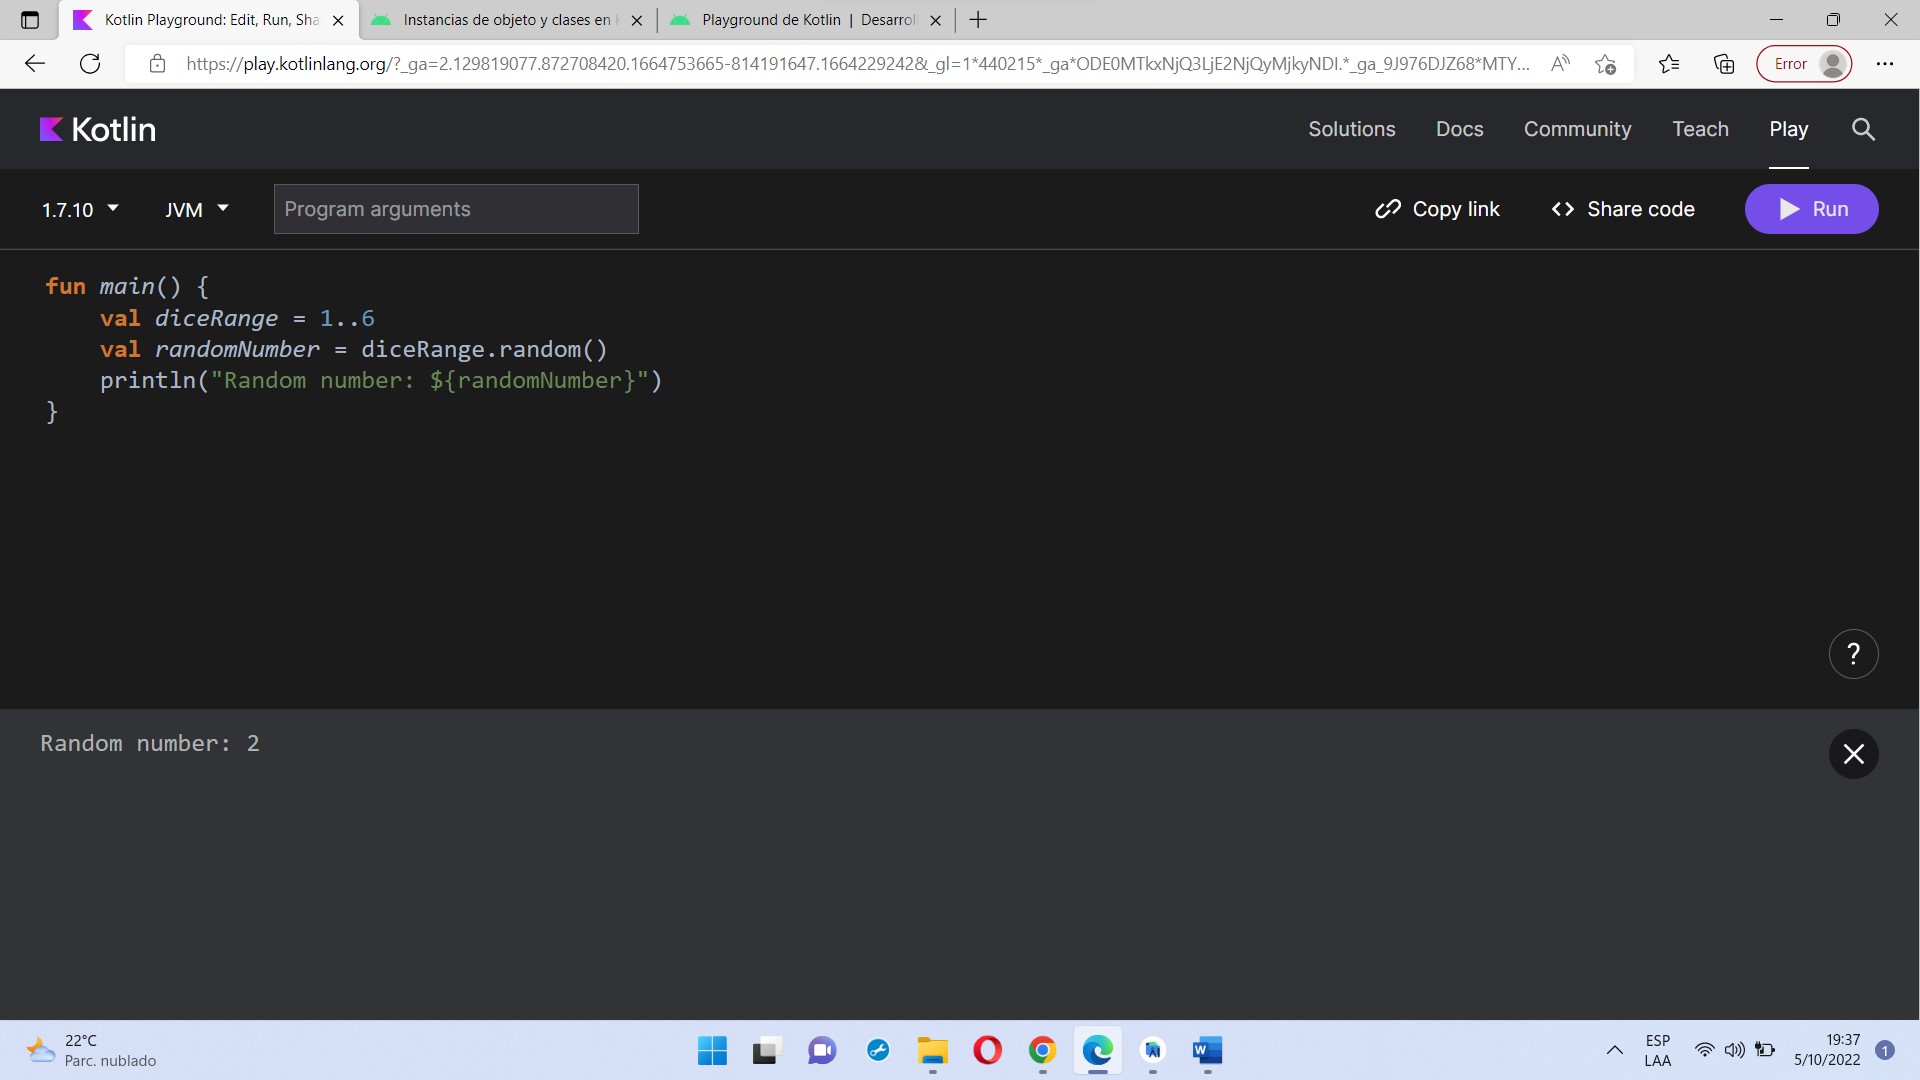 Kotlin Playground: Edit, Run, Sha
Instancias de objeto y clases en
Playground de Kotlin | Desarrol
https://play.kotlinlang.org/?_ga=2.129819077.872708420.1664753665-814191647.1664229242&_gl=1*440215*_ga*ODE0MTkxNjQ3LjE2NjQyMjkyNDI.*_ga_9J976DJZ68*MTY...
Error
Kotlin
Solutions
Docs
Community
Teach
Play
1.7.10
JVM
Program arguments
Copy link
Share code
Run
fun main() {
    val diceRange = 1..6
    val randomNumber = diceRange.random()
    println("Random number: ${randomNumber}")
}
?
Random number: 2
22°C
Parc. nublado
ESP
LAA
19:37
5/10/2022
1